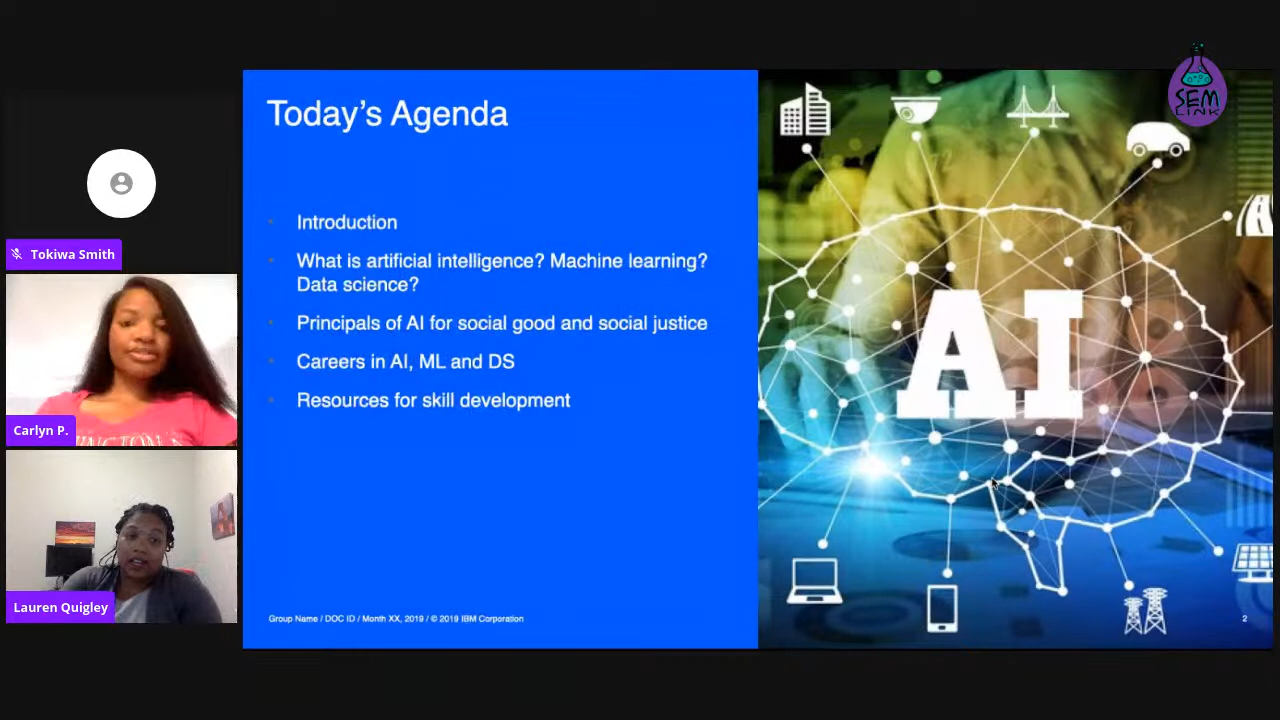 Today's Agenda
Introduction
What is artificial intelligence? Machine learning?
Data science?
Principals of AI for social good and social justice
Careers in AI, ML and DS
Resources for skill development
Group Name / DOC ID / Month XX, 2019 / © 2019 IBM Corporation
AI
2
SEM
LINK
Tokiwa Smith
Carlyn P.
Lauren Quigley